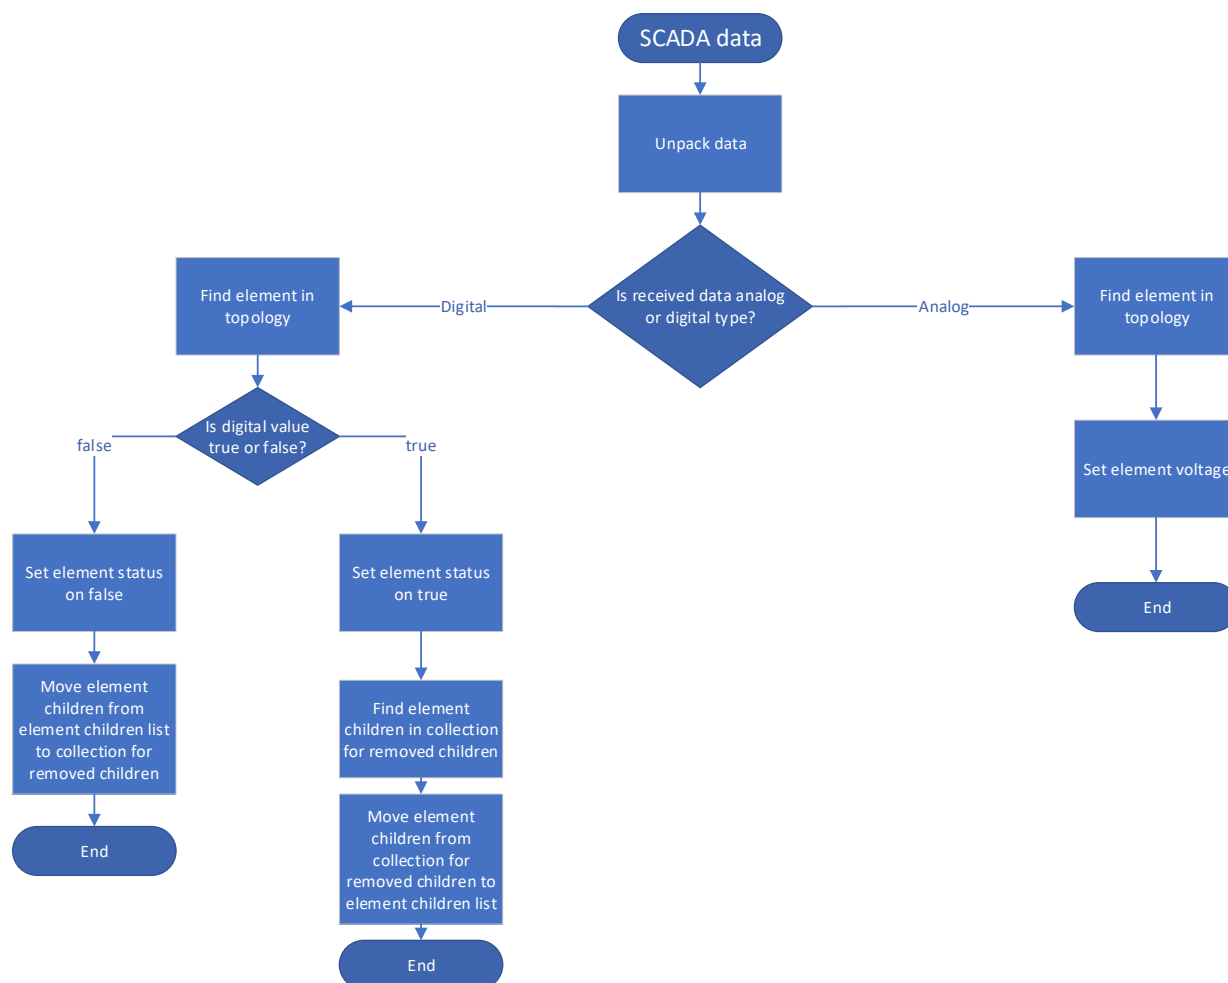 SCADA data
Unpack data
Is received data analog
or digital type?
Digital
Analog
Find element in
topology
Find element in
topology
Is digital value
true or false?
false
true
Set element voltage
Set element status
on false
Set element status
on true
End
Move element
children from
element children list
to collection for
removed children
Find element
children in collection
for removed children
Move element
children from
collection for
removed children to
element children list
End
End